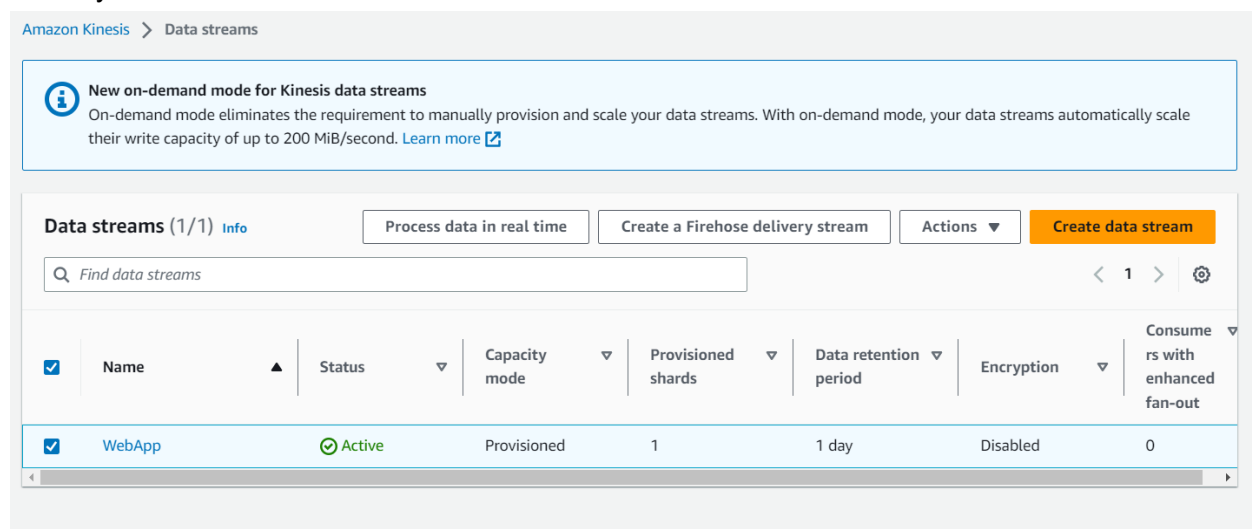 Amazon Kinesis > Data streams
New on-demand mode for Kinesis data streams
On-demand mode eliminates the requirement to manually provision and scale your data streams. With on-demand mode, your data streams automatically scale
their write capacity of up to 200 MiB/second. Learn more
Data streams (1/1) Info
Process data in real time
Create a Firehose delivery stream
Actions
Create data stream
Find data streams
1
Name
Status
Capacity
mode
Provisioned
shards
Data retention
period
Encryption
Consume
rs with
enhanced
fan-out
WebApp
Active
Provisioned
1
1 day
Disabled
0